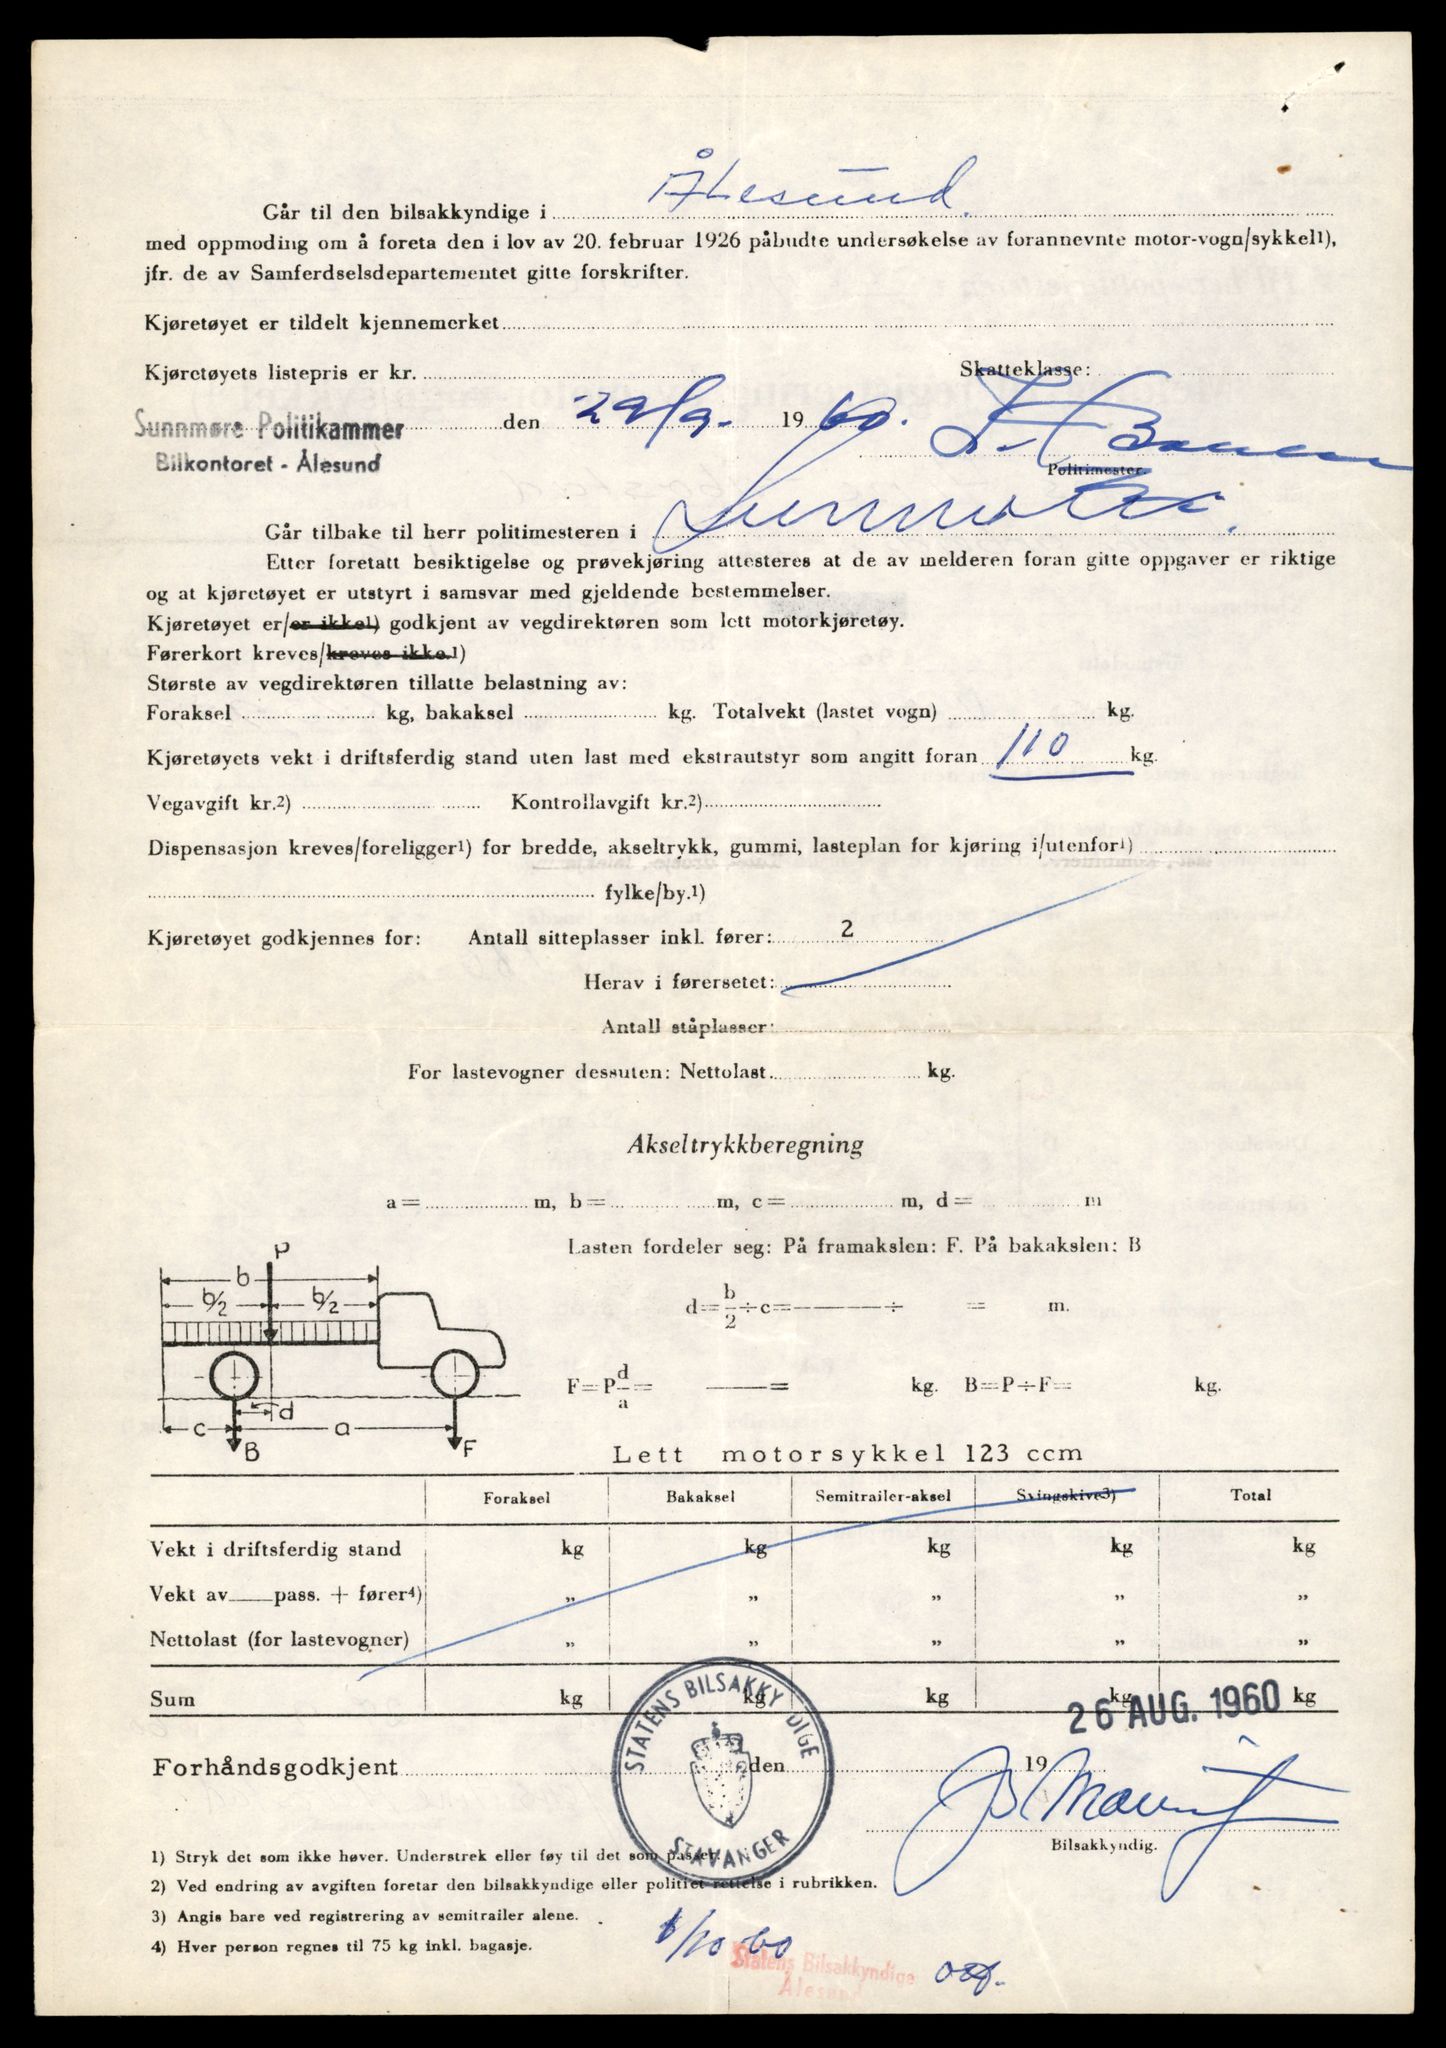 Går til den bilsakkyndige i Ålesund.
med oppmoding om å foreta den i lov av 20. februar 1926 påbudte undersøkelse av forannevnte motor-vogn/sykkel1),
jfr. de av Samferdselsdepartementet gitte forskrifter.
Kjøretøyet er tildelt kjennemerket
Kjøretøyets listepris er kr. Skatteklasse:
Sunnmøre Politikammer den 29/9- 1960.
Bilkontoret - Ålesund
Politimester.
Går tilbake til herr politimesteren i
Etter foretatt besiktigelse og prøvekjøring attesteres at de av melderen foran gitte oppgaver er riktige
og at kjøretøyet er utstyrt i samsvar med gjeldende bestemmelser.
Kjøretøyet er/er ikke1) godkjent av vegdirektøren som lett motorkjøretøy.
Førerkort kreves/kreves ikke.1)
Største av vegdirektøren tillatte belastning av:
Foraksel kg, bakaksel kg. Totalvekt (lastet vogn) kg.
Kjøretøyets vekt i driftsferdig stand uten last med ekstrautstyr som angitt foran 110 kg.
Vegavgift kr.2) Kontrollavgift kr.2)
Dispensasjon kreves/foreligger1) for bredde, akseltrykk, gummi, lasteplan for kjøring i/utenfor1)
fylke/by.1)
Kjøretøyet godkjennes for: Antall sitteplasser inkl. fører: 2
Herav i førersetet:
Antall ståplasser:
For lastevogner dessuten: Nettolast kg.
Akseltrykkberegning
a = m, b = m, c = m, d = m
Lasten fordeler seg: På framakslen: F. På bakakslen: B
P
b
b/2 b/2
d = b/2 ÷ c = ——— ÷ = m.
F = P d/a = ——— = kg. B = P ÷ F = kg.
d
c a
B F
Lett motorsykkel 123 ccm
Foraksel Bakaksel Semitrailer-aksel Svingskive3) Total
Vekt i driftsferdig stand kg kg kg kg kg
Vekt av pass. + fører4) „ „ „ „ „
Nettolast (for lastevogner) „ „ „ „ „
Sum kg kg kg kg kg
26 AUG. 1960
STATENS BILSAKKYNDIGE
STAVANGER
Forhåndsgodkjent den 19
Bilsakkyndig.
1) Stryk det som ikke høver. Understrek eller føy til det som passer.
2) Ved endring av avgiften foretar den bilsakkyndige eller politiet rettelse i rubrikken.
3) Angis bare ved registrering av semitrailer alene.
4) Hver person regnes til 75 kg inkl. bagasje.
1/10-60
Statens Bilsakkyndige
Ålesund